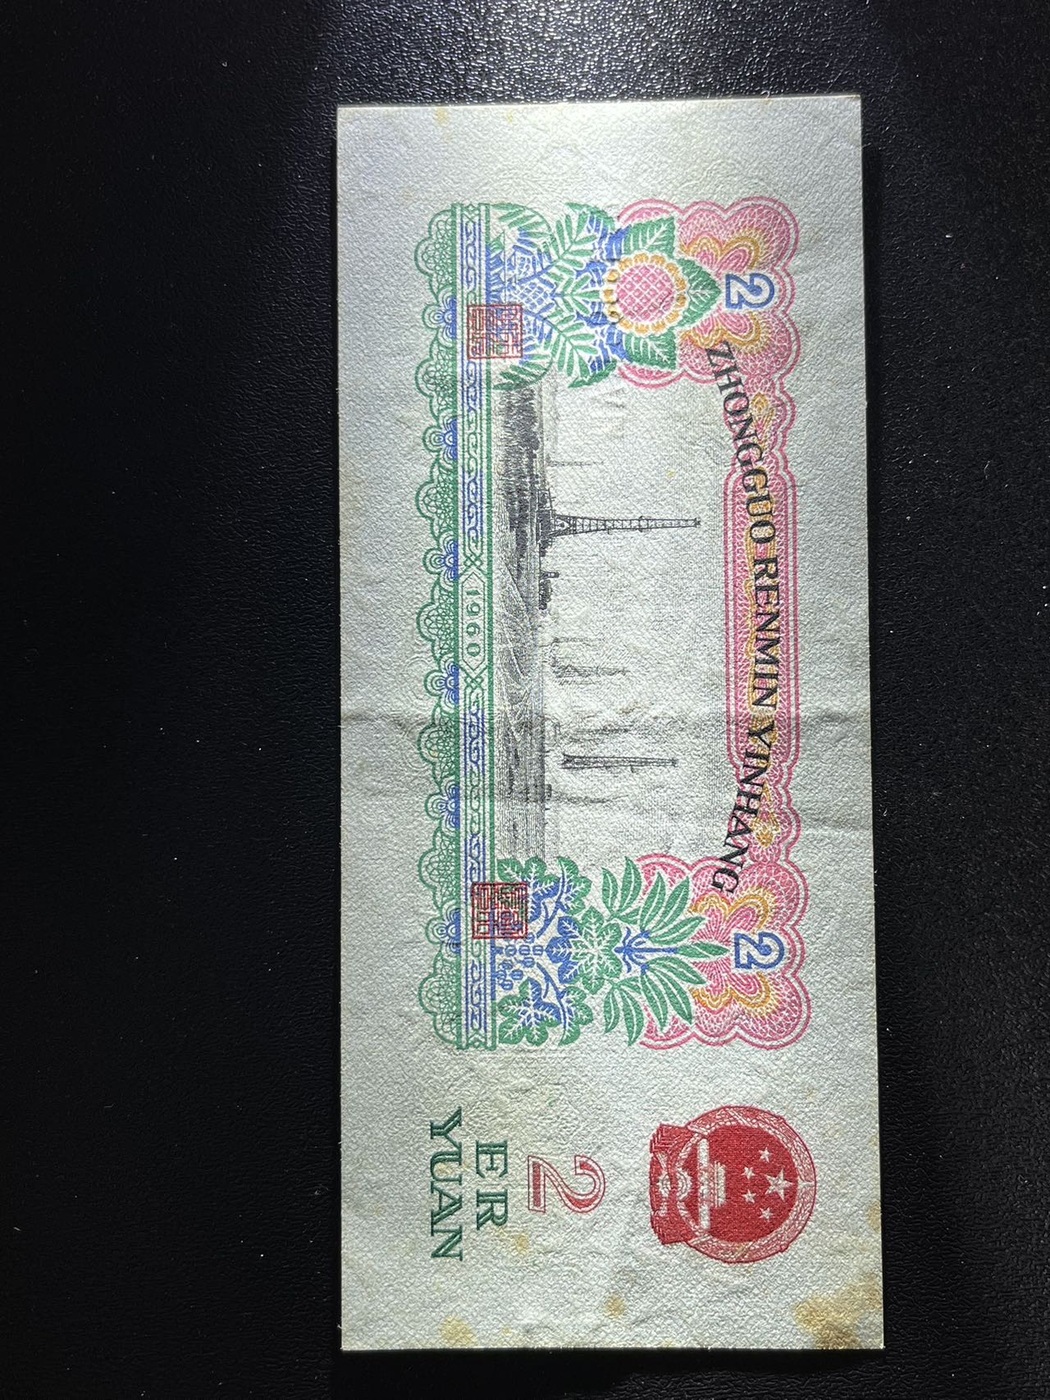 2
2
ZHONGGUO RENMIN YINHANG
1960
2
ER
YUAN